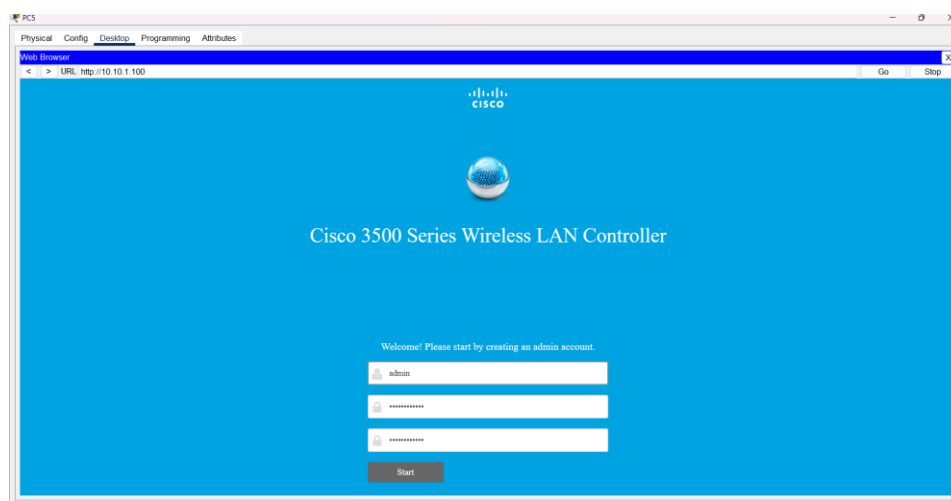 PC5
Physical Config Desktop Programming Attributes
Web Browser X
< > URL http://10.10.1.100 Go Stop
CISCO
Cisco 3500 Series Wireless LAN Controller
Welcome! Please start by creating an admin account.
admin
••••••••••••
••••••••••••
Start